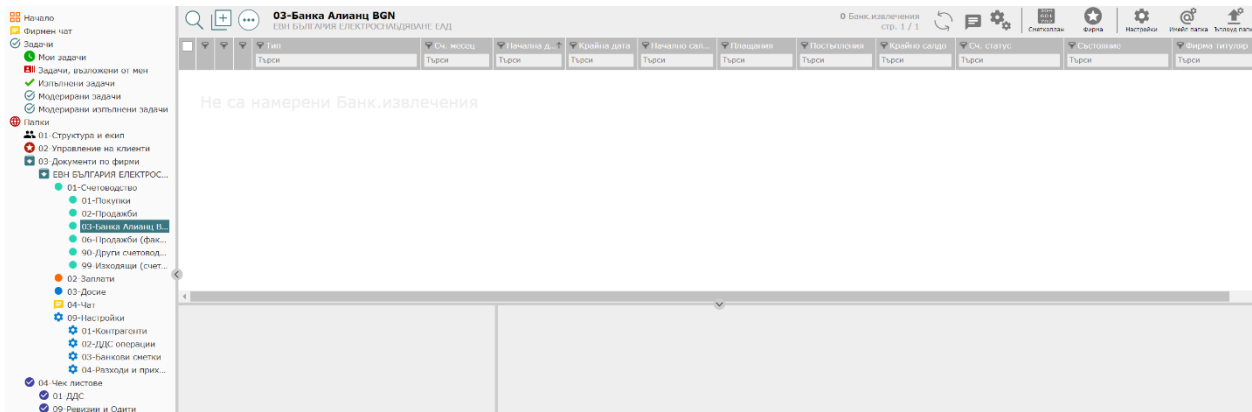 Начало
Фирмен чат
Задачи
Мои задачи
Задачи, възложени от мен
Изпълнени задачи
Модерирани задачи
Модерирани изпълнени задачи
Папки
01-Структура и екип
02-Управление на клиенти
03-Документи по фирми
ЕВН БЪЛГАРИЯ ЕЛЕКТРОС...
01-Счетоводство
01-Покупки
02-Продажби
03-Банка Алианц B...
06-Продажби (фак...
90-Други счетовод...
99-Изходящи (счет...
02-Заплати
03-Досие
04-Чат
09-Настройки
01-Контрагенти
02-ДДС операции
03-Банкови сметки
04-Разходи и прих...
04-Чек листове
01-ДДС
09-Ревизии и Одити
03-Банка Алианц BGN
ЕВН БЪЛГАРИЯ ЕЛЕКТРОСНАБДЯВАНЕ ЕАД
0 Банк.извлечения
стр. 1 / 1
Сметкоплан Фирма Настройки Имейл папка Ъплоуд папк
Тип Сч. месец Начална д... Крайна дата Начално сал... Плащания Постъпления Крайно салдо Сч. статус Състояние Фирма титуляр
Търси Търси Търси Търси Търси Търси Търси Търси Търси Търси Търси
Не са намерени Банк.извлечения